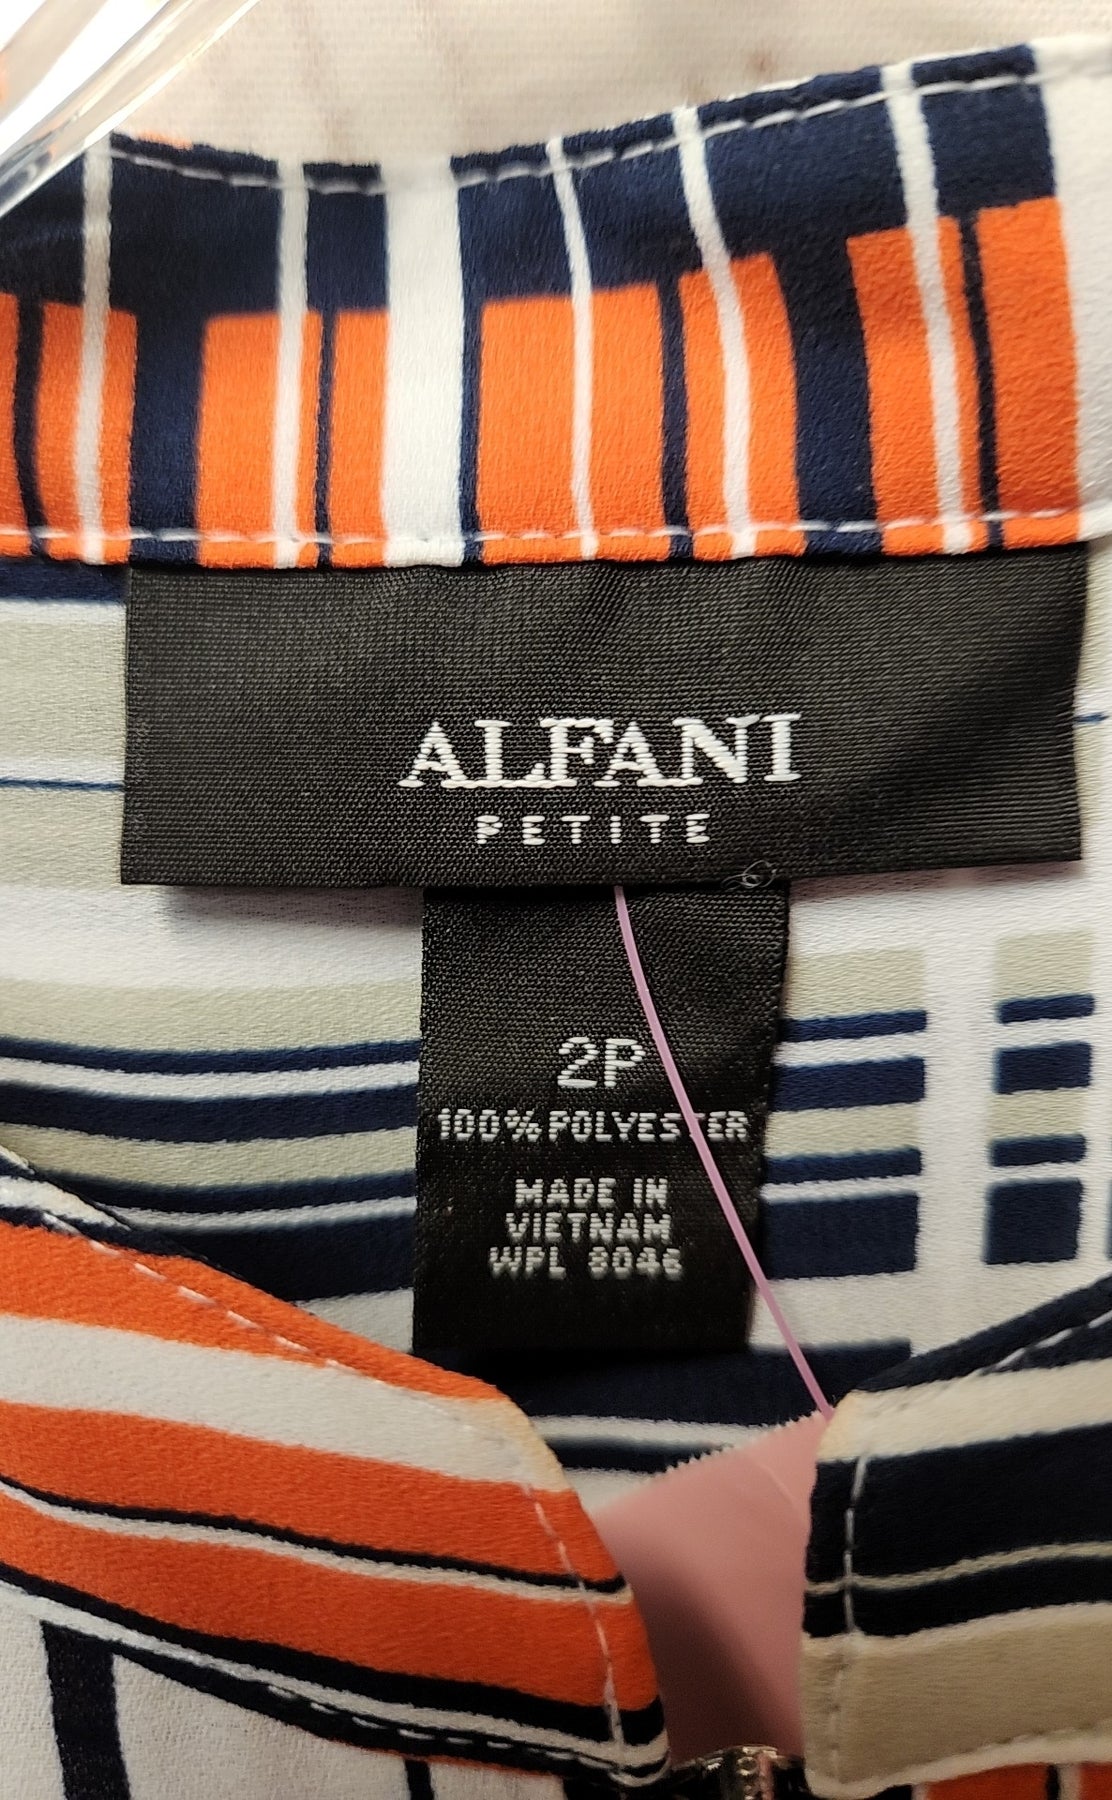 ALFANI
PETITE
2P
100% POLYESTER
MADE IN
VIETNAM
WPL 8046